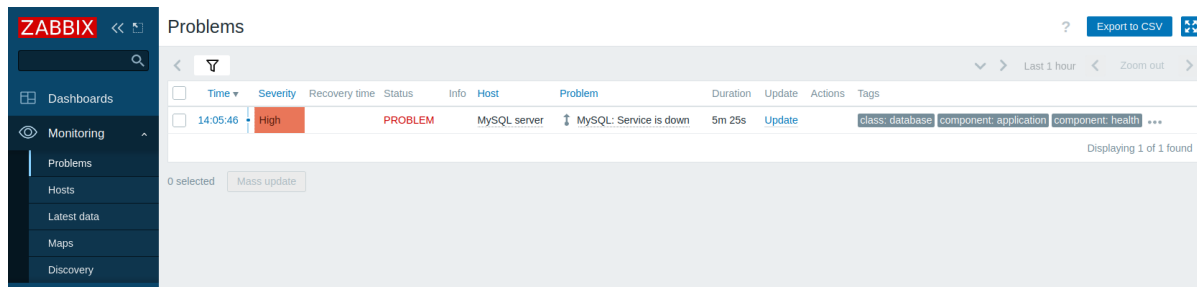 ZABBIX
Problems
? Export to CSV
Last 1 hour Zoom out
Dashboards
Monitoring
Problems
Hosts
Latest data
Maps
Discovery
Time Severity Recovery time Status Info Host Problem Duration Update Actions Tags
14:05:46 High PROBLEM MySQL server MySQL: Service is down 5m 25s Update class: database component: application component: health •••
Displaying 1 of 1 found
0 selected Mass update